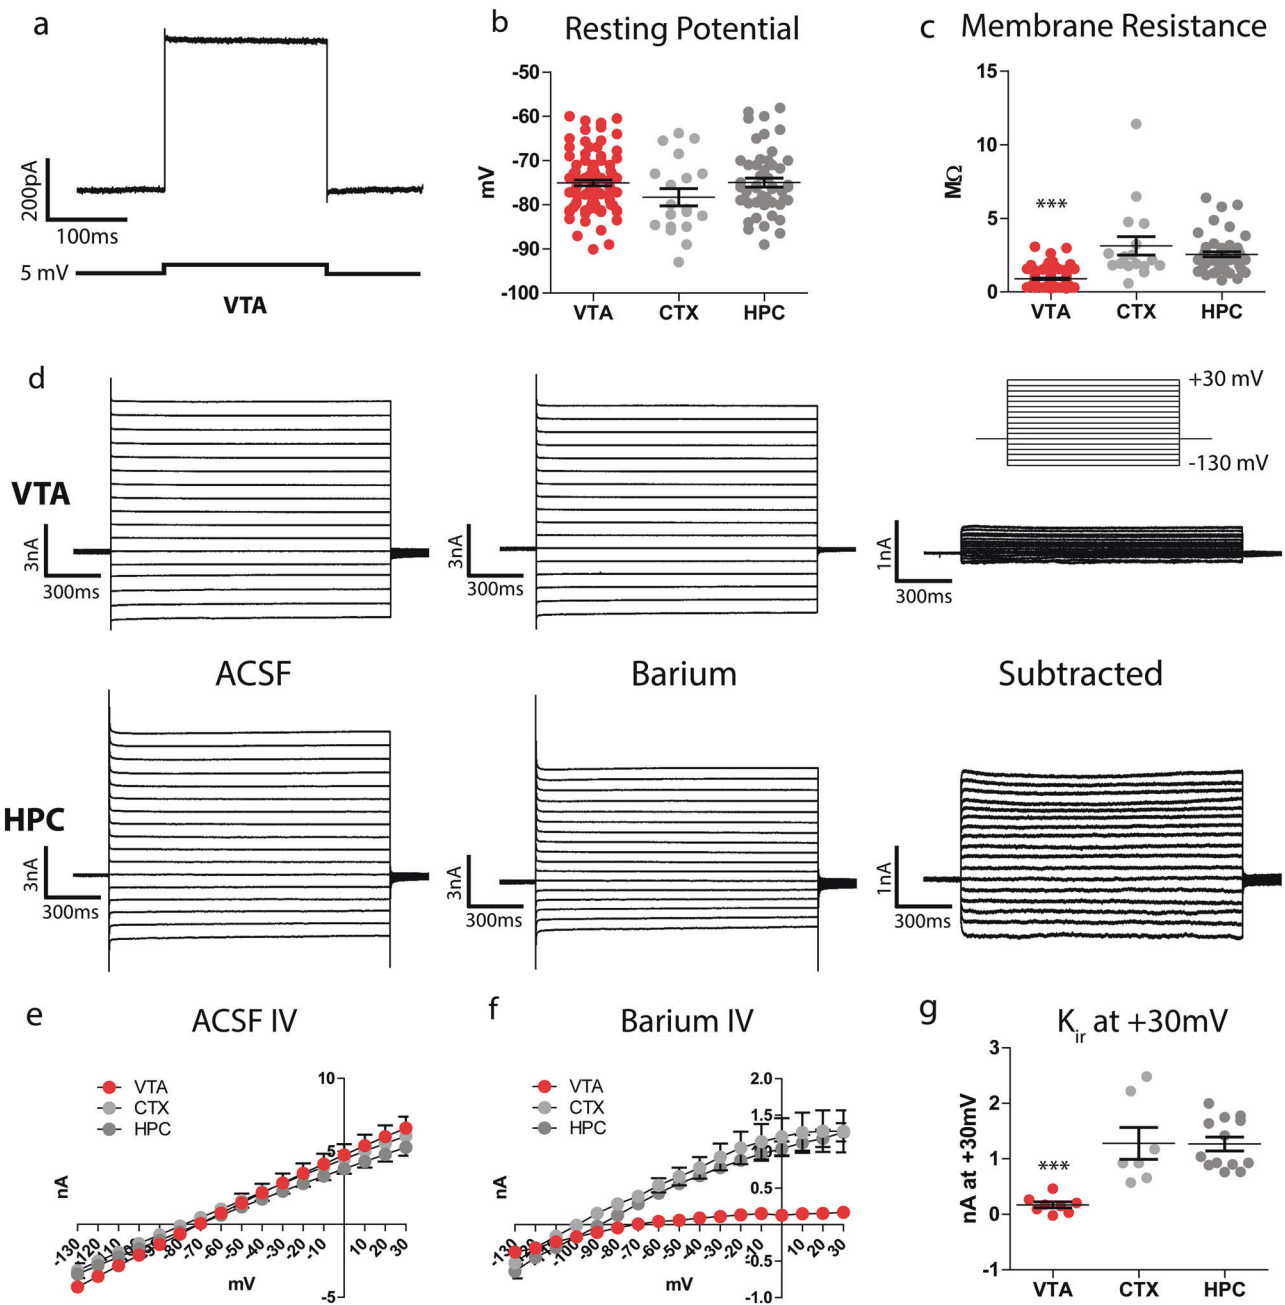 a
200pA
100ms
5 mV
VTA
b
Resting Potential
mV
-50
-60
-70
-80
-90
-100
VTA CTX HPC
c
Membrane Resistance
MΩ
15
10
5
0
***
VTA CTX HPC
d
VTA
3nA
300ms
3nA
300ms
+30 mV
-130 mV
1nA
300ms
ACSF
Barium
Subtracted
HPC
3nA
300ms
3nA
300ms
1nA
300ms
e
ACSF IV
VTA
CTX
HPC
nA
10
5
-5
-130 -120 -110 -100 -90 -80 -70 -60 -50 -40 -30 -20 -10 10 20 30
mV
f
Barium IV
VTA
CTX
HPC
nA
2.0
1.5
1.0
0.5
-0.5
-1.0
-130 -120 -110 -100 -90 -80 -70 -60 -50 -40 -30 -20 -10 10 20 30
mV
g
Kir at +30mV
nA at +30mV
3
2
1
0
-1
***
VTA CTX HPC